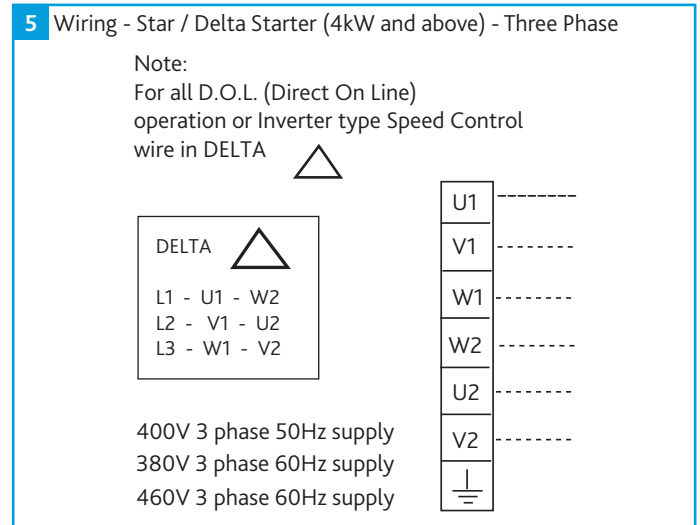 5 Wiring - Star / Delta Starter (4kW and above) - Three Phase
Note:
For all D.O.L. (Direct On Line)
operation or Inverter type Speed Control
wire in DELTA
DELTA
L1 - U1 - W2
L2 - V1 - U2
L3 - W1 - V2
400V 3 phase 50Hz supply
380V 3 phase 60Hz supply
460V 3 phase 60Hz supply
U1
V1
W1
W2
U2
V2